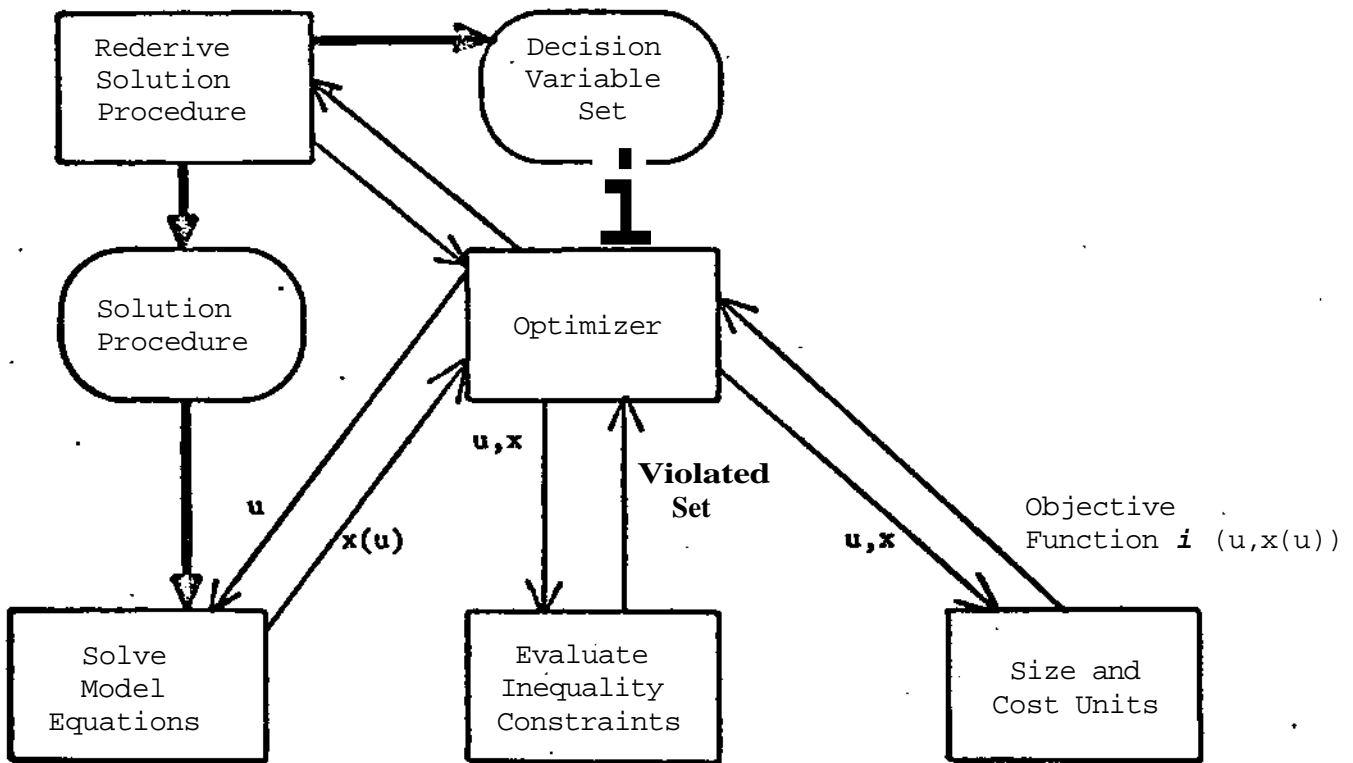 Rederive
Solution
Procedure
Decision
Variable
Set
Solution
Procedure
Optimizer
u,x
Violated
Set
u
x(u)
u,x
Objective
Function i (u,x(u))
Solve
Model
Equations
Evaluate
Inequality
Constraints
Size and
Cost Units